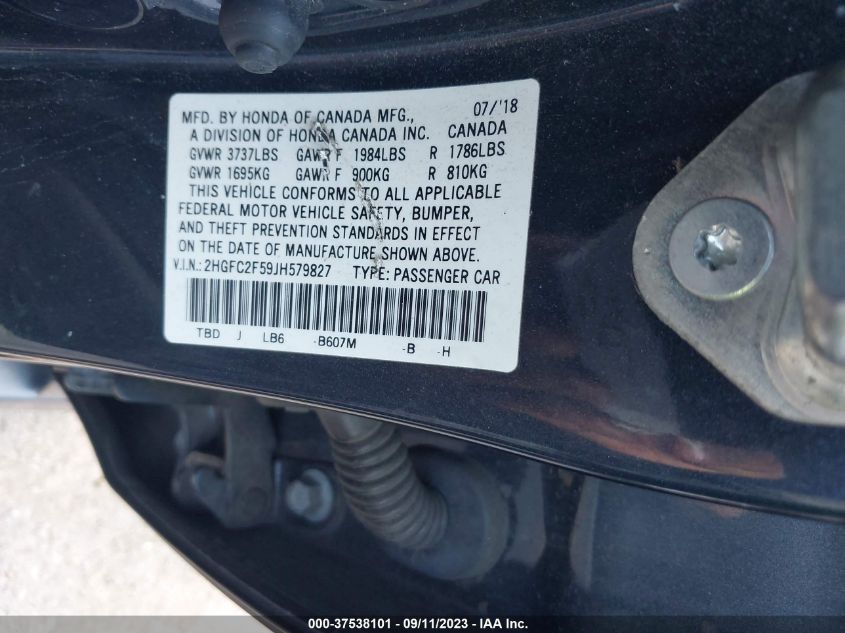 MFD. BY HONDA OF CANADA MFG., 07/'18
A DIVISION OF HONDA CANADA INC. CANADA
GVWR 3737LBS GAWR F 1984LBS R 1786LBS
GVWR 1695KG GAWR F 900KG R 810KG
THIS VEHICLE CONFORMS TO ALL APPLICABLE
FEDERAL MOTOR VEHICLE SAFETY, BUMPER,
AND THEFT PREVENTION STANDARDS IN EFFECT
ON THE DATE OF MANUFACTURE SHOWN ABOVE.
V.I.N.: 2HGFC2F59JH579827 TYPE: PASSENGER CAR
TBD J LB6 -B607M -B -H
000-37538101 - 09/11/2023 - IAAI Inc.